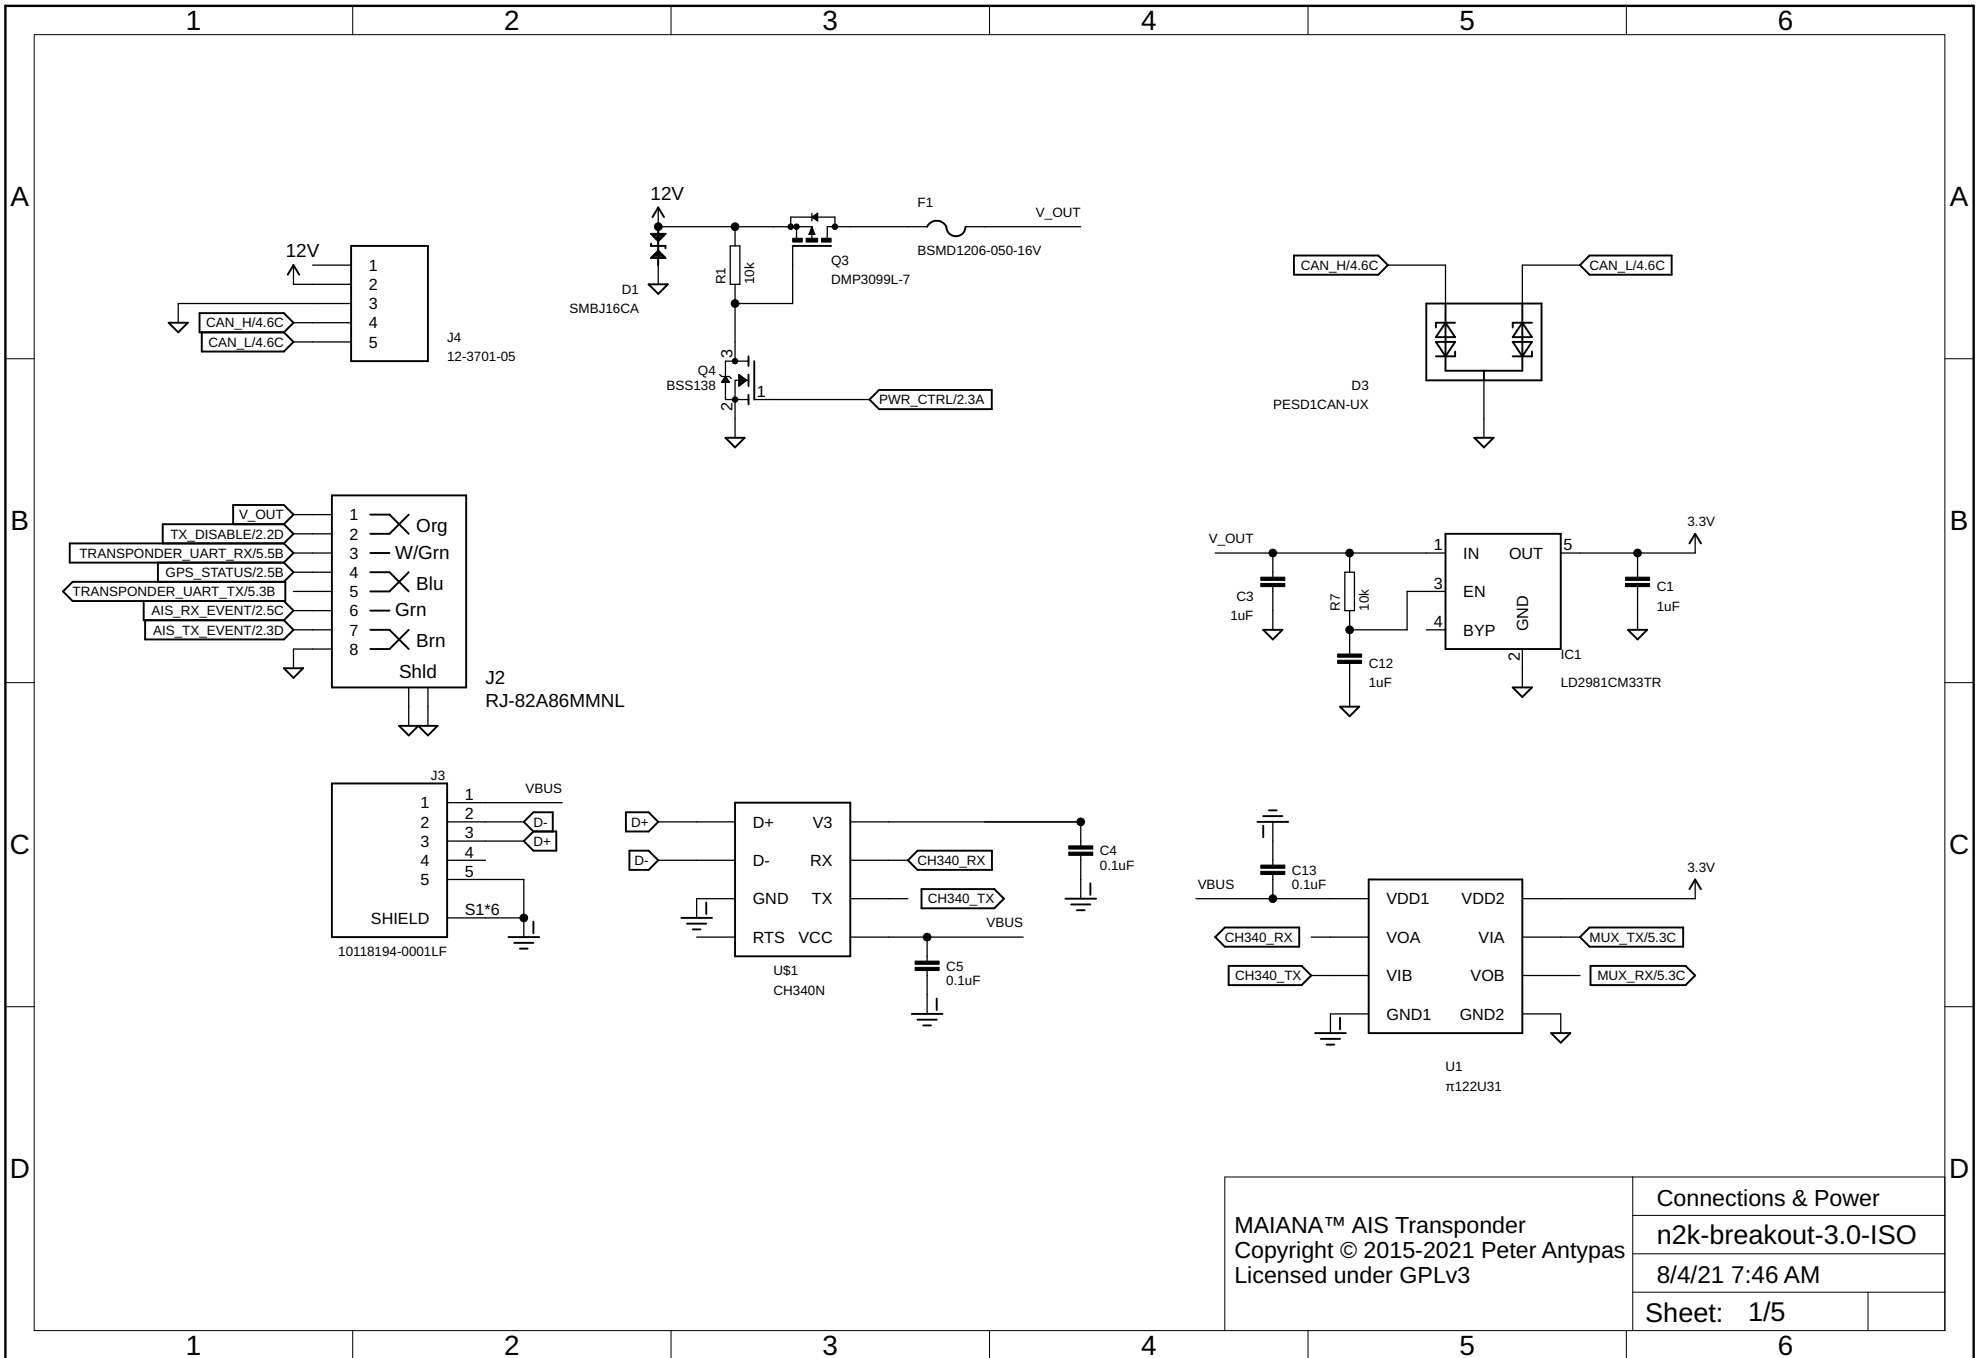 1 2 3 4 5 6
A A
12V
1
2
3
4
5
CAN_H/4.6C
CAN_L/4.6C
J4
12-3701-05
12V
D1
SMBJ16CA
R1
10k
Q3
DMP3099L-7
F1
BSMD1206-050-16V
V_OUT
3
Q4
BSS138
1
2
PWR_CTRL/2.3A
CAN_H/4.6C
CAN_L/4.6C
D3
PESD1CAN-UX
B B
V_OUT
TX_DISABLE/2.2D
TRANSPONDER_UART_RX/5.5B
GPS_STATUS/2.5B
TRANSPONDER_UART_TX/5.3B
AIS_RX_EVENT/2.5C
AIS_TX_EVENT/2.3D
1
2
3
4
5
6
7
8
Org
W/Grn
Blu
Grn
Brn
Shld
J2
RJ-82A86MMNL
V_OUT
C3
1uF
R7
10k
C12
1uF
1 IN OUT 5
3 EN
4 BYP
GND
2
IC1
LD2981CM33TR
3.3V
C1
1uF
C C
J3
1 1 VBUS
2 2 D-
3 3 D+
4 4
5 5
SHIELD S1*6
10118194-0001LF
D+ D+ V3
D- D- RX CH340_RX
GND TX CH340_TX
RTS VCC VBUS
U$1
CH340N
C4
0.1uF
C5
0.1uF
C13
0.1uF
VBUS
3.3V
VDD1 VDD2
CH340_RX VOA VIA MUX_TX/5.3C
CH340_TX VIB VOB MUX_RX/5.3C
GND1 GND2
U1
π122U31
D D
MAIANA™ AIS Transponder
Copyright © 2015-2021 Peter Antypas
Licensed under GPLv3
Connections & Power
n2k-breakout-3.0-ISO
8/4/21 7:46 AM
Sheet: 1/5
1 2 3 4 5 6